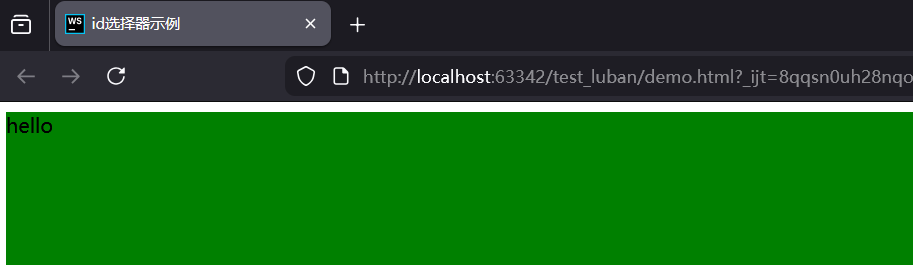 WS
id选择器示例
http://localhost:63342/test_luban/demo.html?_ijt=8qqsn0uh28nqo
hello